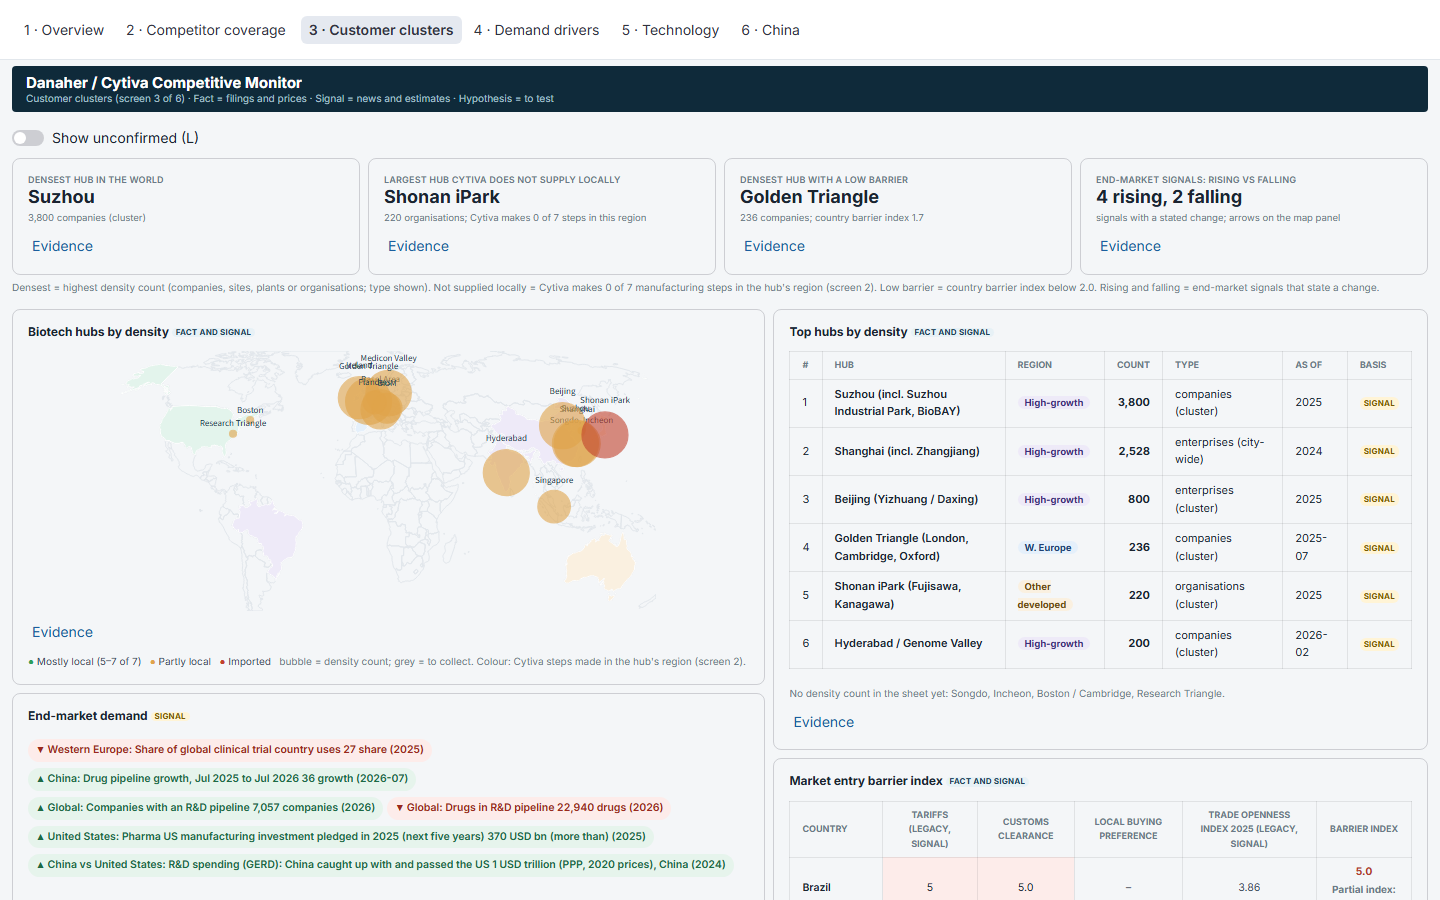 1 · Overview
2 · Competitor coverage
3 · Customer clusters
4 · Demand drivers
5 · Technology
6 · China
Danaher / Cytiva Competitive Monitor
Customer clusters (screen 3 of 6) · Fact = filings and prices · Signal = news and estimates · Hypothesis = to test
Show unconfirmed (L)
DENSEST HUB IN THE WORLD
Suzhou
3,800 companies (cluster)
Evidence
LARGEST HUB CYTIVA DOES NOT SUPPLY LOCALLY
Shonan iPark
220 organisations; Cytiva makes 0 of 7 steps in this region
Evidence
DENSEST HUB WITH A LOW BARRIER
Golden Triangle
236 companies; country barrier index 1.7
Evidence
END-MARKET SIGNALS: RISING VS FALLING
4 rising, 2 falling
signals with a stated change; arrows on the map panel
Evidence
Densest = highest density count (companies, sites, plants or organisations; type shown). Not supplied locally = Cytiva makes 0 of 7 manufacturing steps in the hub's region (screen 2). Low barrier = country barrier index below 2.0. Rising and falling = end-market signals that state a change.
Biotech hubs by density FACT AND SIGNAL
Medicon Valley
Golden Triangle
Boston
Research Triangle
Beijing
Shonan iPark
Shanghai
Songdo, Incheon
Hyderabad
Singapore
Evidence
Mostly local (5–7 of 7) Partly local Imported bubble = density count; grey = to collect. Colour: Cytiva steps made in the hub's region (screen 2).
Top hubs by density FACT AND SIGNAL
# HUB REGION COUNT TYPE AS OF BASIS
1 Suzhou (incl. Suzhou Industrial Park, BioBAY) High-growth 3,800 companies (cluster) 2025 SIGNAL
2 Shanghai (incl. Zhangjiang) High-growth 2,528 enterprises (city-wide) 2024 SIGNAL
3 Beijing (Yizhuang / Daxing) High-growth 800 enterprises (cluster) 2025 SIGNAL
4 Golden Triangle (London, Cambridge, Oxford) W. Europe 236 companies (cluster) 2025-07 SIGNAL
5 Shonan iPark (Fujisawa, Kanagawa) Other developed 220 organisations (cluster) 2025 SIGNAL
6 Hyderabad / Genome Valley High-growth 200 companies (cluster) 2026-02 SIGNAL
No density count in the sheet yet: Songdo, Incheon, Boston / Cambridge, Research Triangle.
Evidence
End-market demand SIGNAL
▼ Western Europe: Share of global clinical trial country uses 27 share (2025)
▲ China: Drug pipeline growth, Jul 2025 to Jul 2026 36 growth (2026-07)
▲ Global: Companies with an R&D pipeline 7,057 companies (2026)
▼ Global: Drugs in R&D pipeline 22,940 drugs (2026)
▲ United States: Pharma US manufacturing investment pledged in 2025 (next five years) 370 USD bn (more than) (2025)
▲ China vs United States: R&D spending (GERD): China caught up with and passed the US 1 USD trillion (PPP, 2020 prices), China (2024)
Market entry barrier index FACT AND SIGNAL
COUNTRY
TARIFFS (LEGACY, SIGNAL)
CUSTOMS CLEARANCE
LOCAL BUYING PREFERENCE
TRADE OPENNESS INDEX 2025 (LEGACY, SIGNAL)
BARRIER INDEX
Brazil 5 5.0 – 3.86 5.0
Partial index: